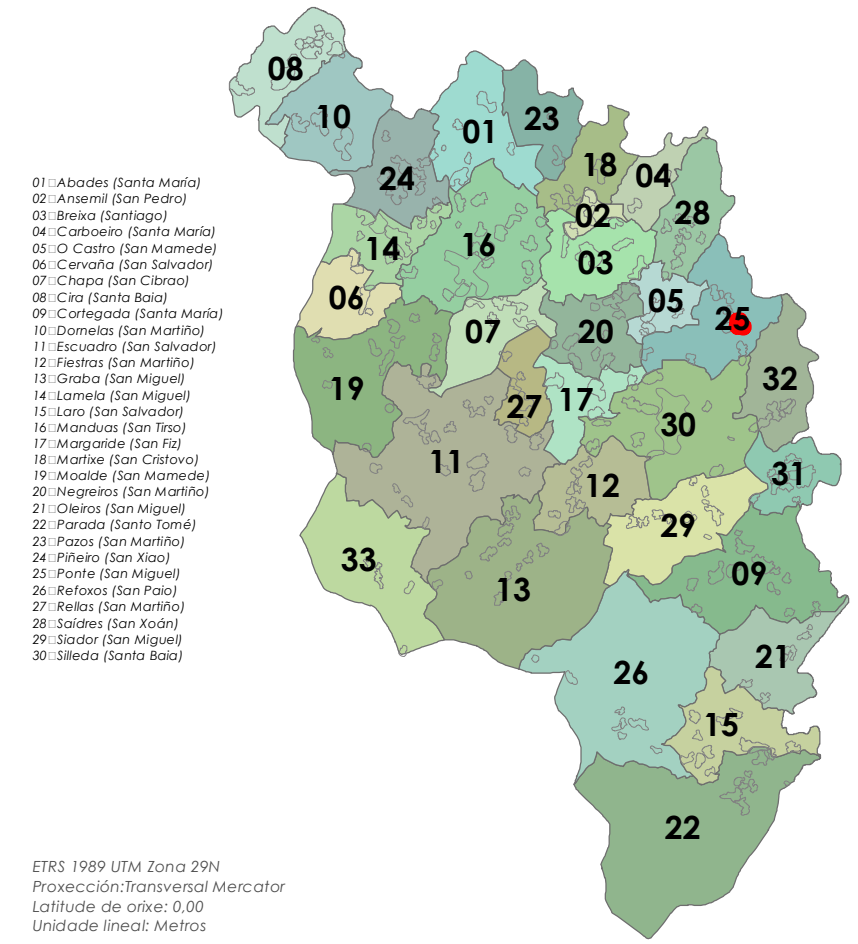 08
10
01
23
24
18
04
02
28
14
16
03
06
05
07
20
25
19
27
17
32
30
11
12
31
29
33
13
09
26
21
15
22
01□Abades (Santa María)
02□Ansemil (San Pedro)
03□Breixa (Santiago)
04□Carboeiro (Santa María)
05□O Castro (San Mamede)
06□Cervaña (San Salvador)
07□Chapa (San Cibrao)
08□Cira (Santa Baia)
09□Cortegada (Santa María)
10□Dornelas (San Martiño)
11□Escuadro (San Salvador)
12□Fiestras (San Martiño)
13□Graba (San Miguel)
14□Lamela (San Miguel)
15□Laro (San Salvador)
16□Manduas (San Tirso)
17□Margaride (San Fiz)
18□Martixe (San Cristovo)
19□Moalde (San Mamede)
20□Negreiros (San Martiño)
21□Oleiros (San Miguel)
22□Parada (Santo Tomé)
23□Pazos (San Martiño)
24□Piñeiro (San Xiao)
25□Ponte (San Miguel)
26□Refoxos (San Paio)
27□Rellas (San Martiño)
28□Saídres (San Xoán)
29□Siador (San Miguel)
30□Silleda (Santa Baia)
ETRS 1989 UTM Zona 29N
Proxección:Transversal Mercator
Latitude de orixe: 0,00
Unidade lineal: Metros